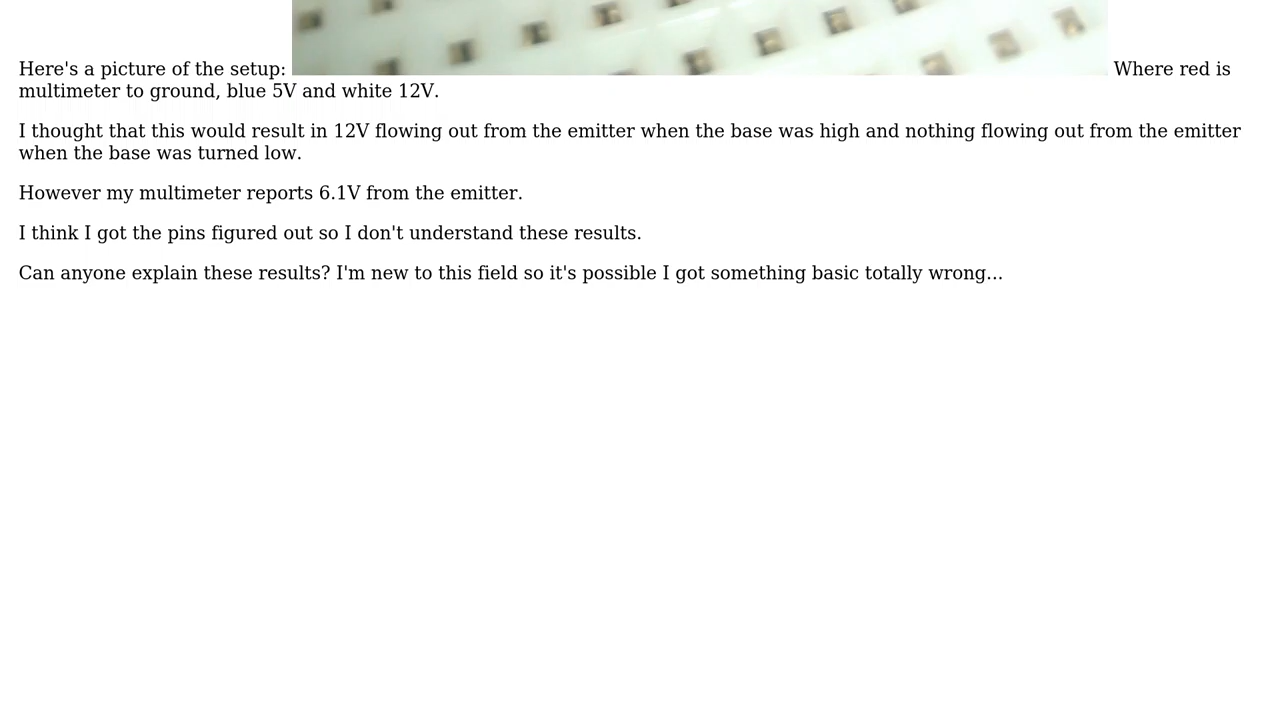 Here's a picture of the setup: Where red is
multimeter to ground, blue 5V and white 12V.
I thought that this would result in 12V flowing out from the emitter when the base was high and nothing flowing out from the emitter
when the base was turned low.
However my multimeter reports 6.1V from the emitter.
I think I got the pins figured out so I don't understand these results.
Can anyone explain these results? I'm new to this field so it's possible I got something basic totally wrong...